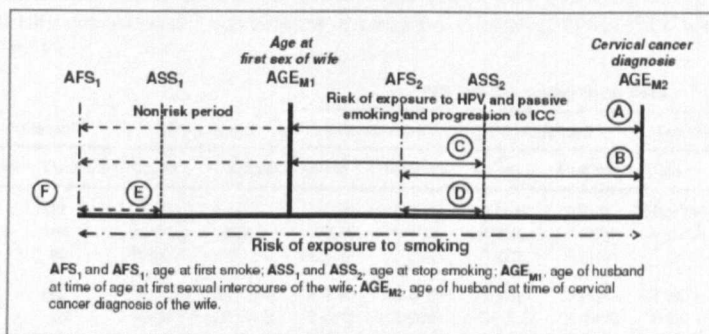 Age at
first sex of wife
Cervical cancer
diagnosis
AFS1 ASS1 AGEM1 AFS2 ASS2 AGEM2
Non risk period
Risk of exposure to HPV and passive
smoking and progression to ICC
A
C
B
F
E
D
Risk of exposure to smoking
AFS1 and AFS1, age at first smoke; ASS1 and ASS2, age at stop smoking; AGEM1, age of husband
at time of age at first sexual intercourse of the wife; AGEM2, age of husband at time of cervical
cancer diagnosis of the wife.